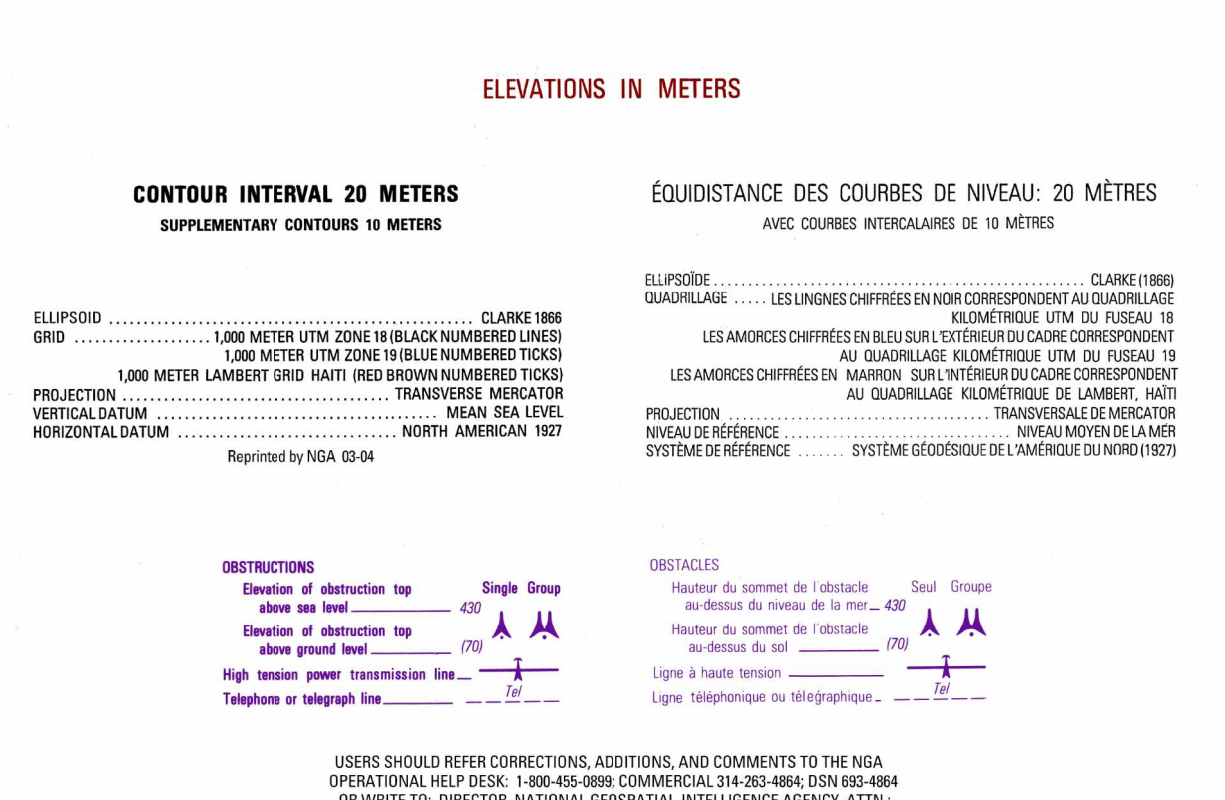 ELEVATIONS IN METERS
CONTOUR INTERVAL 20 METERS
SUPPLEMENTARY CONTOURS 10 METERS
ELLIPSOID ........ CLARKE 1866
GRID ........ 1,000 METER UTM ZONE 18 (BLACK NUMBERED LINES)
1,000 METER UTM ZONE 19 (BLUE NUMBERED TICKS)
1,000 METER LAMBERT GRID HAITI (RED BROWN NUMBERED TICKS)
PROJECTION ........ TRANSVERSE MERCATOR
VERTICAL DATUM ........ MEAN SEA LEVEL
HORIZONTAL DATUM ........ NORTH AMERICAN 1927
Reprinted by NGA 03-04
ÉQUIDISTANCE DES COURBES DE NIVEAU: 20 MÈTRES
AVEC COURBES INTERCALAIRES DE 10 MÈTRES
ELLIPSOÏDE ........ CLARKE (1866)
QUADRILLAGE ..... LES LINGNES CHIFFRÉES EN NOIR CORRESPONDENT AU QUADRILLAGE
KILOMÉTRIQUE UTM DU FUSEAU 18
LES AMORCES CHIFFRÉES EN BLEU SUR L'EXTÉRIEUR DU CADRE CORRESPONDENT
AU QUADRILLAGE KILOMÉTRIQUE UTM DU FUSEAU 19
LES AMORCES CHIFFRÉES EN MARRON SUR L'INTÉRIEUR DU CADRE CORRESPONDENT
AU QUADRILLAGE KILOMÉTRIQUE DE LAMBERT, HAÏTI
PROJECTION ........ TRANSVERSALE DE MERCATOR
NIVEAU DE RÉFÉRENCE ........ NIVEAU MOYEN DE LA MER
SYSTÈME DE RÉFÉRENCE ....... SYSTÈME GÉODÉSIQUE DE L'AMÉRIQUE DU NORD (1927)
OBSTRUCTIONS
Elevation of obstruction top Single Group
above sea level 430
Elevation of obstruction top
above ground level (70)
High tension power transmission line
Telephone or telegraph line Tel
OBSTACLES
Hauteur du sommet de l'obstacle Seul Groupe
au-dessus du niveau de la mer 430
Hauteur du sommet de l'obstacle
au-dessus du sol (70)
Ligne à haute tension
Ligne téléphonique ou télégraphique Tel
USERS SHOULD REFER CORRECTIONS, ADDITIONS, AND COMMENTS TO THE NGA
OPERATIONAL HELP DESK: 1-800-455-0899; COMMERCIAL 314-263-4864; DSN 693-4864
OR WRITE TO: DIRECTOR, NATIONAL GEOSPATIAL-INTELLIGENCE AGENCY, ATTN.: